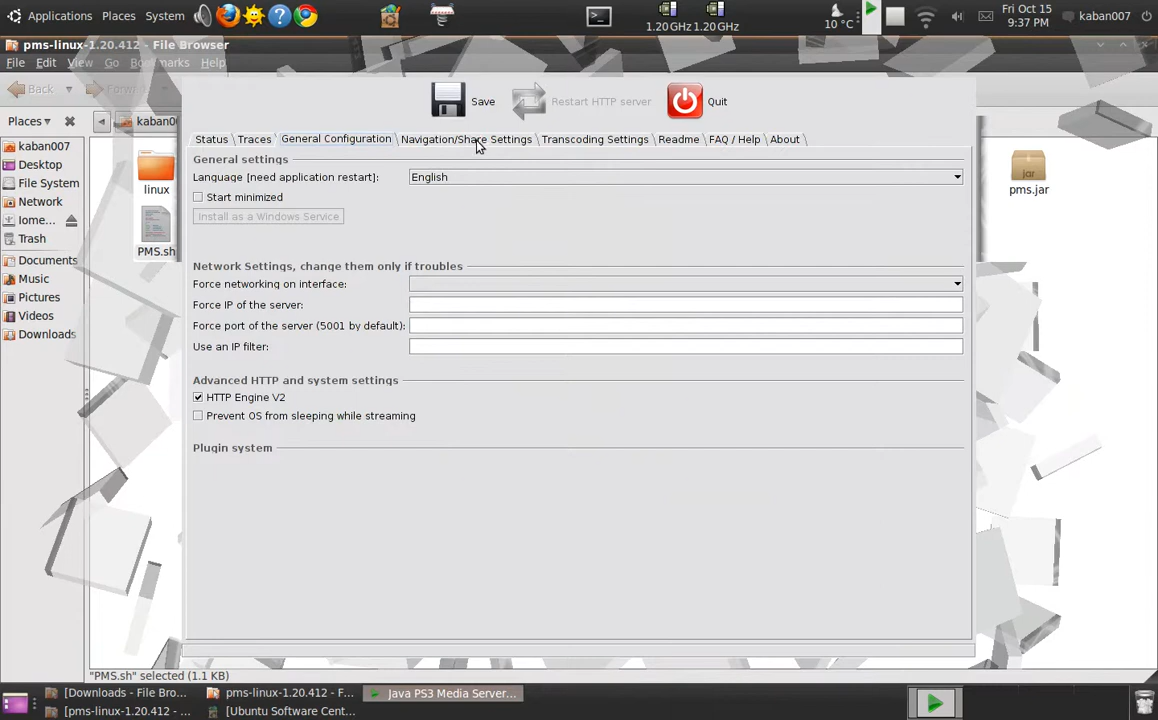 Applications Places System
1.20 GHz 1.20 GHz
10 °C
Fri Oct 15
9:37 PM
kaban007
pms-linux-1.20.412 - File Browser
File Edit View Go Bookmarks Help
Back
Places
kaban007
Desktop
File System
Network
Trash
Documents
Music
Pictures
Videos
Downloads
linux
PMS.sh
jar
pms.jar
Save Restart HTTP server Quit
Status Traces General Configuration Navigation/Share Settings Transcoding Settings Readme FAQ / Help About
General settings
Language [need application restart]: English
Start minimized
Install as a Windows Service
Network Settings, change them only if troubles
Force networking on interface:
Force IP of the server:
Force port of the server (5001 by default):
Use an IP filter:
Advanced HTTP and system settings
HTTP Engine V2
Prevent OS from sleeping while streaming
Plugin system
"PMS.sh" selected (1.1 KB)
[Downloads - File Bro... pms-linux-1.20.412 - F... Java PS3 Media Server...
[pms-linux-1.20.412 - ... [Ubuntu Software Cent...